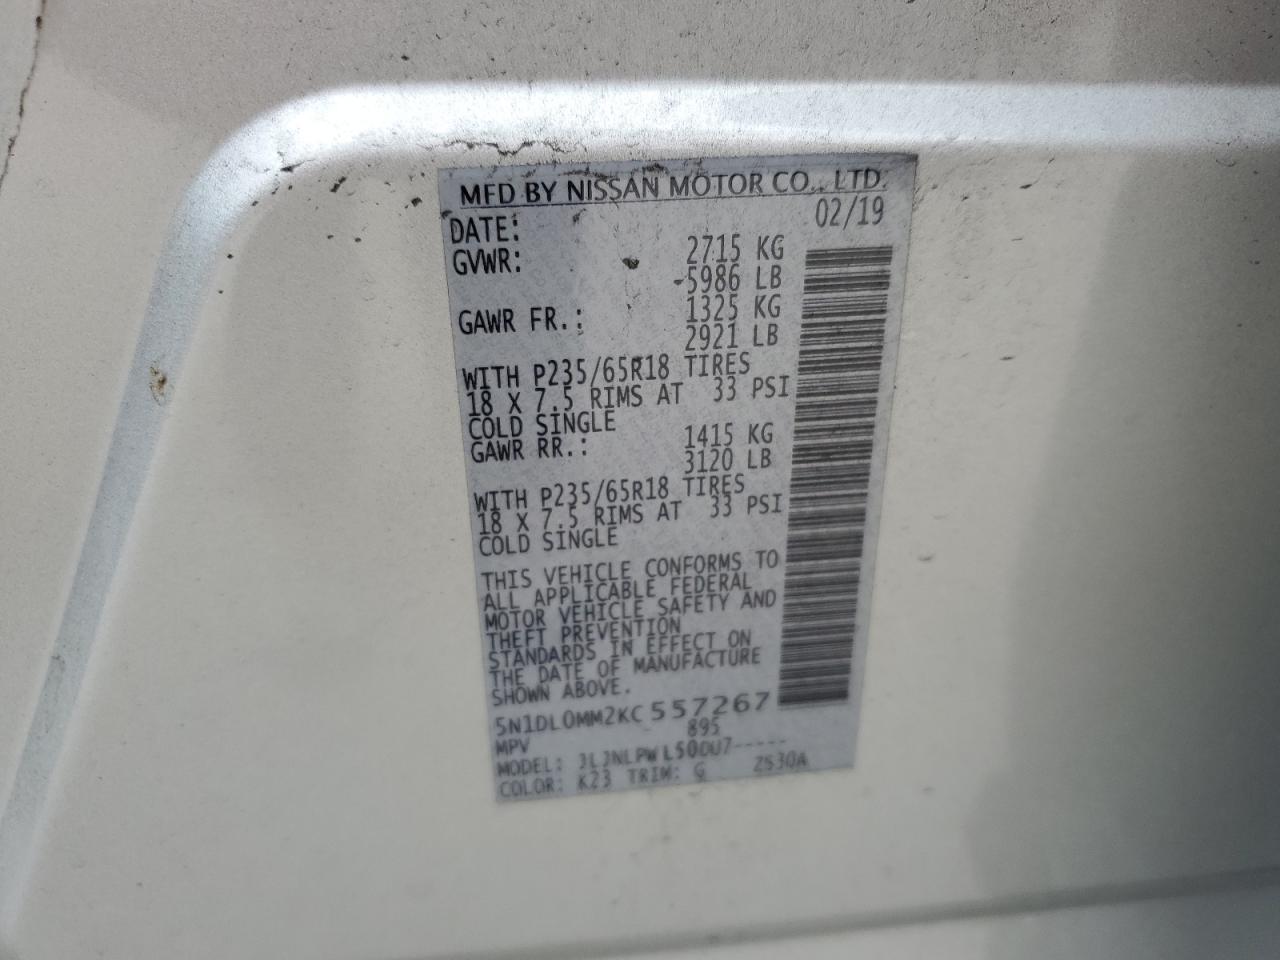 MFD BY NISSAN MOTOR CO., LTD.
DATE: 02/19
GVWR: 2715 KG
5986 LB
GAWR FR.: 1325 KG
2921 LB
WITH P235/65R18 TIRES
18 X 7.5 RIMS AT 33 PSI
COLD SINGLE
GAWR RR.: 1415 KG
3120 LB
WITH P235/65R18 TIRES
18 X 7.5 RIMS AT 33 PSI
COLD SINGLE
THIS VEHICLE CONFORMS TO
ALL APPLICABLE FEDERAL
MOTOR VEHICLE SAFETY AND
THEFT PREVENTION
STANDARDS IN EFFECT ON
THE DATE OF MANUFACTURE
SHOWN ABOVE.
5N1DL0MM2KC557267
MPV 895
MODEL:
COLOR: K23 TRIM: G